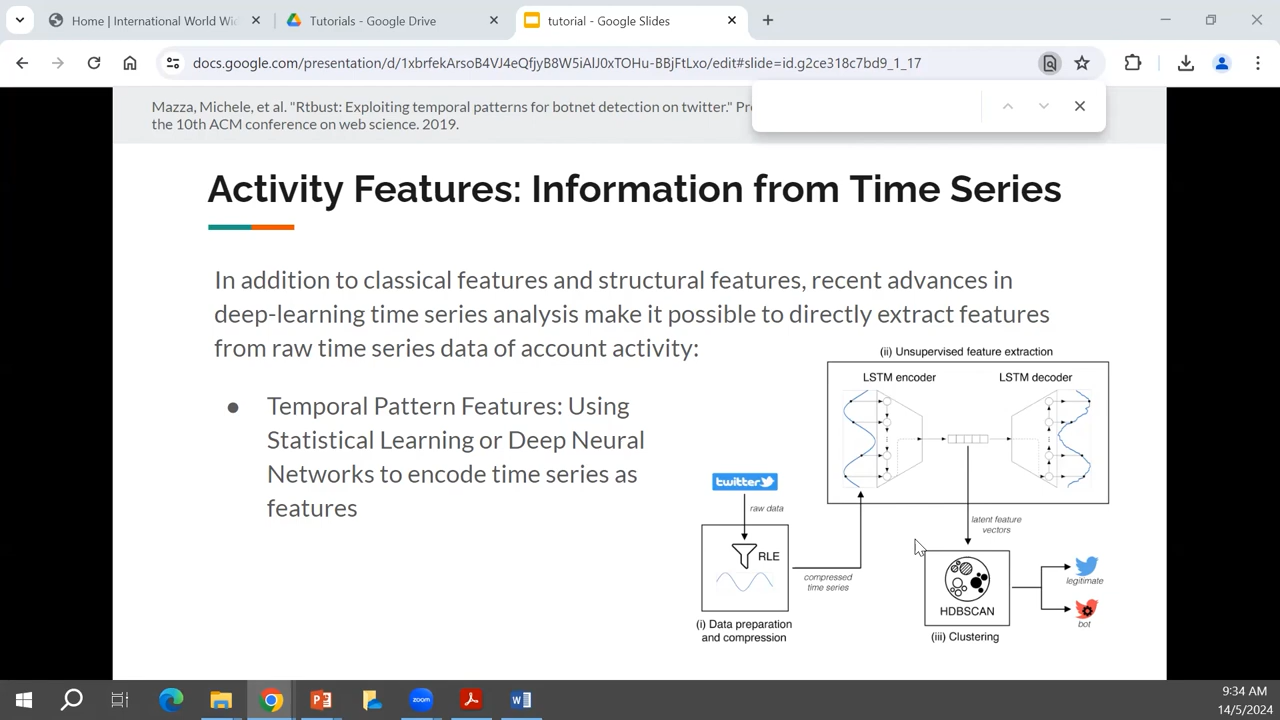 Home | International World Wi
Tutorials - Google Drive
tutorial - Google Slides
docs.google.com/presentation/d/1xbrfekArsoB4VJ4eQfjyB8W5iAlJ0xTOHu-BBjFtLxo/edit#slide=id.g2ce318c7bd9_1_17
Mazza, Michele, et al. "Rtbust: Exploiting temporal patterns for botnet detection on twitter." Pr
the 10th ACM conference on web science. 2019.
Activity Features: Information from Time Series
In addition to classical features and structural features, recent advances in
deep-learning time series analysis make it possible to directly extract features
from raw time series data of account activity:
● Temporal Pattern Features: Using
Statistical Learning or Deep Neural
Networks to encode time series as
features
(ii) Unsupervised feature extraction
LSTM encoder
LSTM decoder
twitter
raw data
RLE
compressed
time series
(i) Data preparation
and compression
latent feature
vectors
HDBSCAN
(iii) Clustering
legitimate
bot
zoom
9:34 AM
14/5/2024